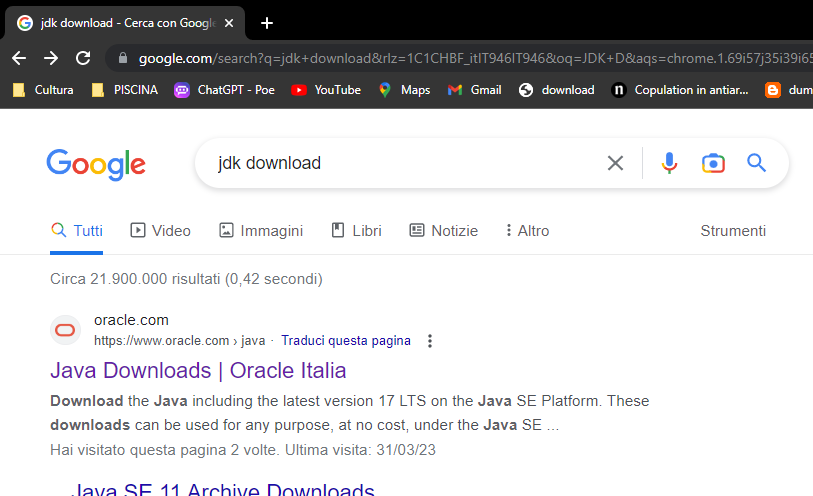 jdk download - Cerca con Google
google.com/search?q=jdk+download&rlz=1C1CHBF_itIT946IT946&oq=JDK+D&aqs=chrome.1.69i57j35i39i65
Cultura PISCINA ChatGPT - Poe YouTube Maps Gmail download Copulation in antiar... dum
Google
jdk download
Tutti Video Immagini Libri Notizie Altro Strumenti
Circa 21.900.000 risultati (0,42 secondi)
oracle.com
https://www.oracle.com › java · Traduci questa pagina
Java Downloads | Oracle Italia
Download the Java including the latest version 17 LTS on the Java SE Platform. These
downloads can be used for any purpose, at no cost, under the Java SE ...
Hai visitato questa pagina 2 volte. Ultima visita: 31/03/23
Java SE 11 Archive Downloads